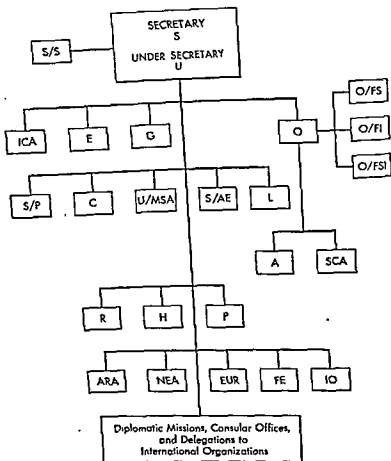 SECRETARY
S
UNDER SECRETARY
U
S/S
O/FS
ICA
E
G
O
O/FI
O/FSI
S/P
C
U/MSA
S/AE
L
A
SCA
R
H
P
ARA
NEA
EUR
FE
IO
Diplomatic Missions, Consular Offices,
and Delegations to
International Organizations